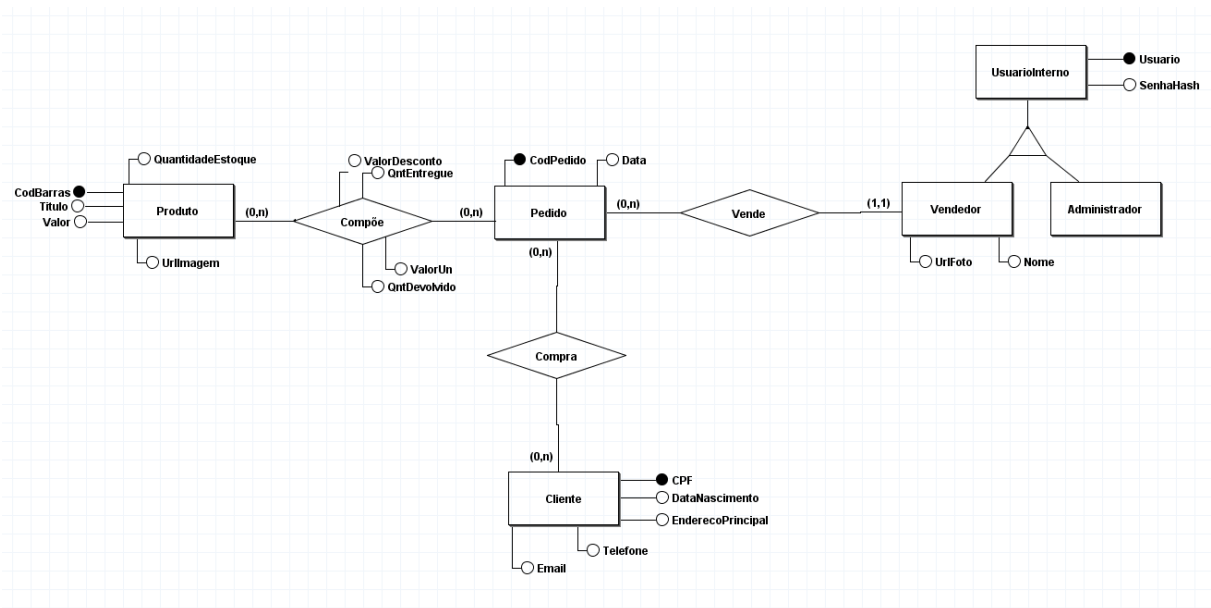 Usuario
UsuarioInterno
SenhaHash
QuantidadeEstoque
ValorDesconto
QntEntregue
CodPedido
Data
CodBarras
Titulo
Valor
Produto
(0,n)
Compõe
(0,n)
Pedido
(0,n)
Vende
(1,1)
Vendedor
Administrador
UrlImagem
ValorUn
QntDevolvido
(0,n)
UrlFoto
Nome
Compra
(0,n)
Cliente
CPF
DataNascimento
EnderecoPrincipal
Telefone
Email